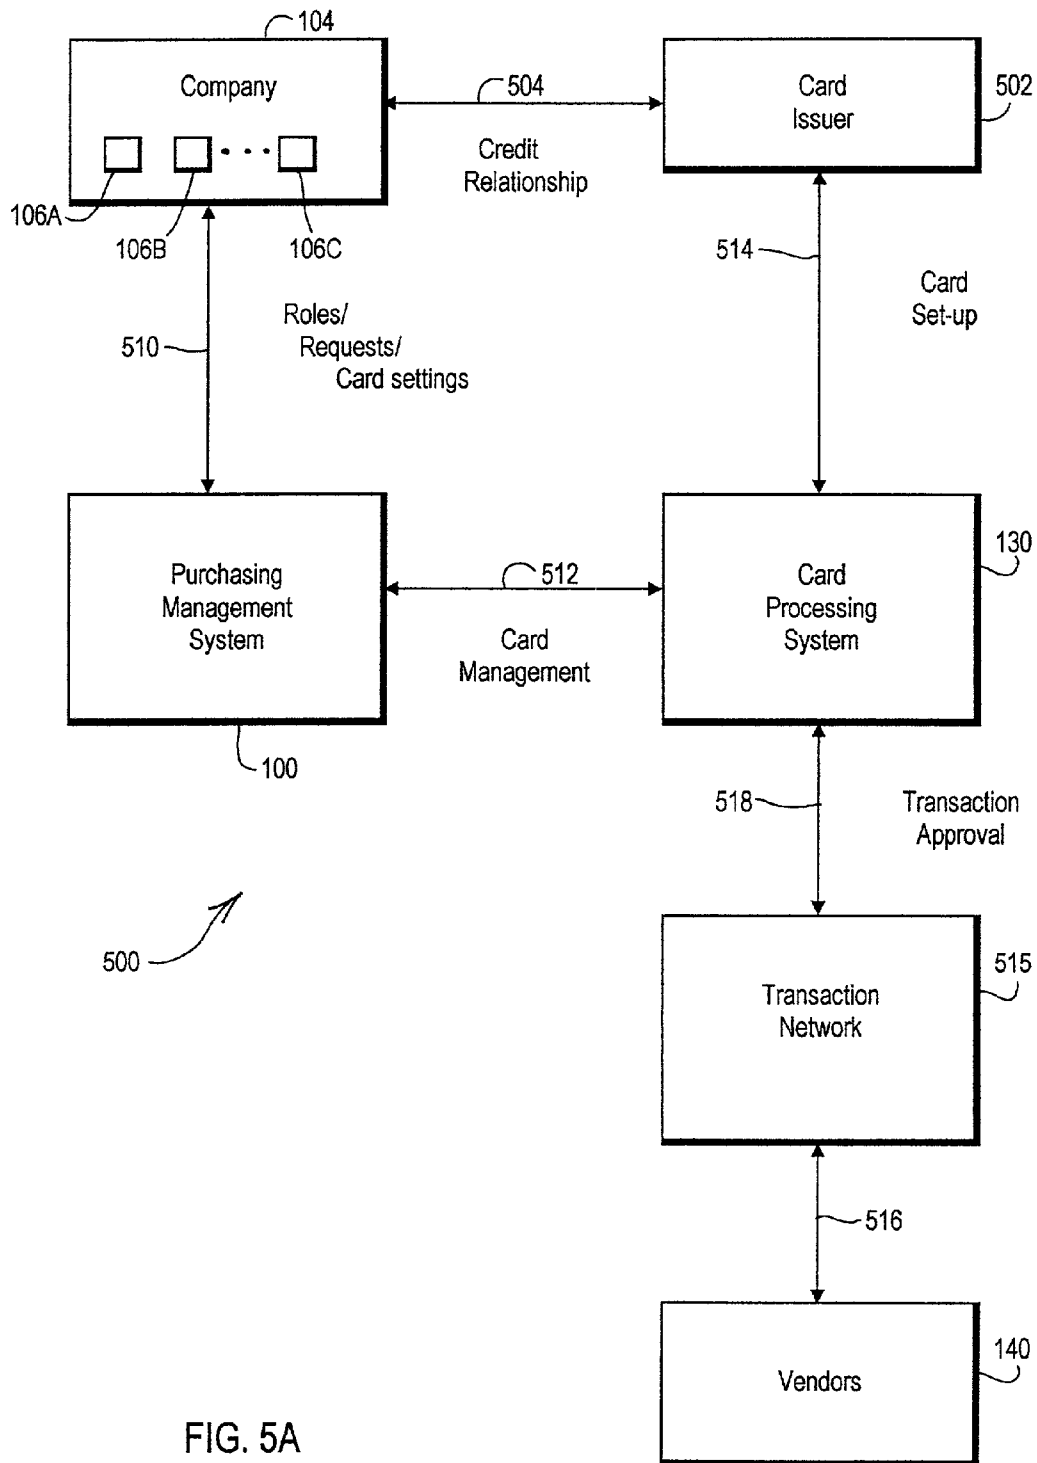 104
Company
504
Card
Issuer
502
Credit
Relationship
106A
106B
106C
514
Card
Set-up
510
Roles/
Requests/
Card settings
Purchasing
Management
System
512
Card
Management
Card
Processing
System
130
100
518
Transaction
Approval
500
Transaction
Network
515
516
Vendors
140
FIG. 5A